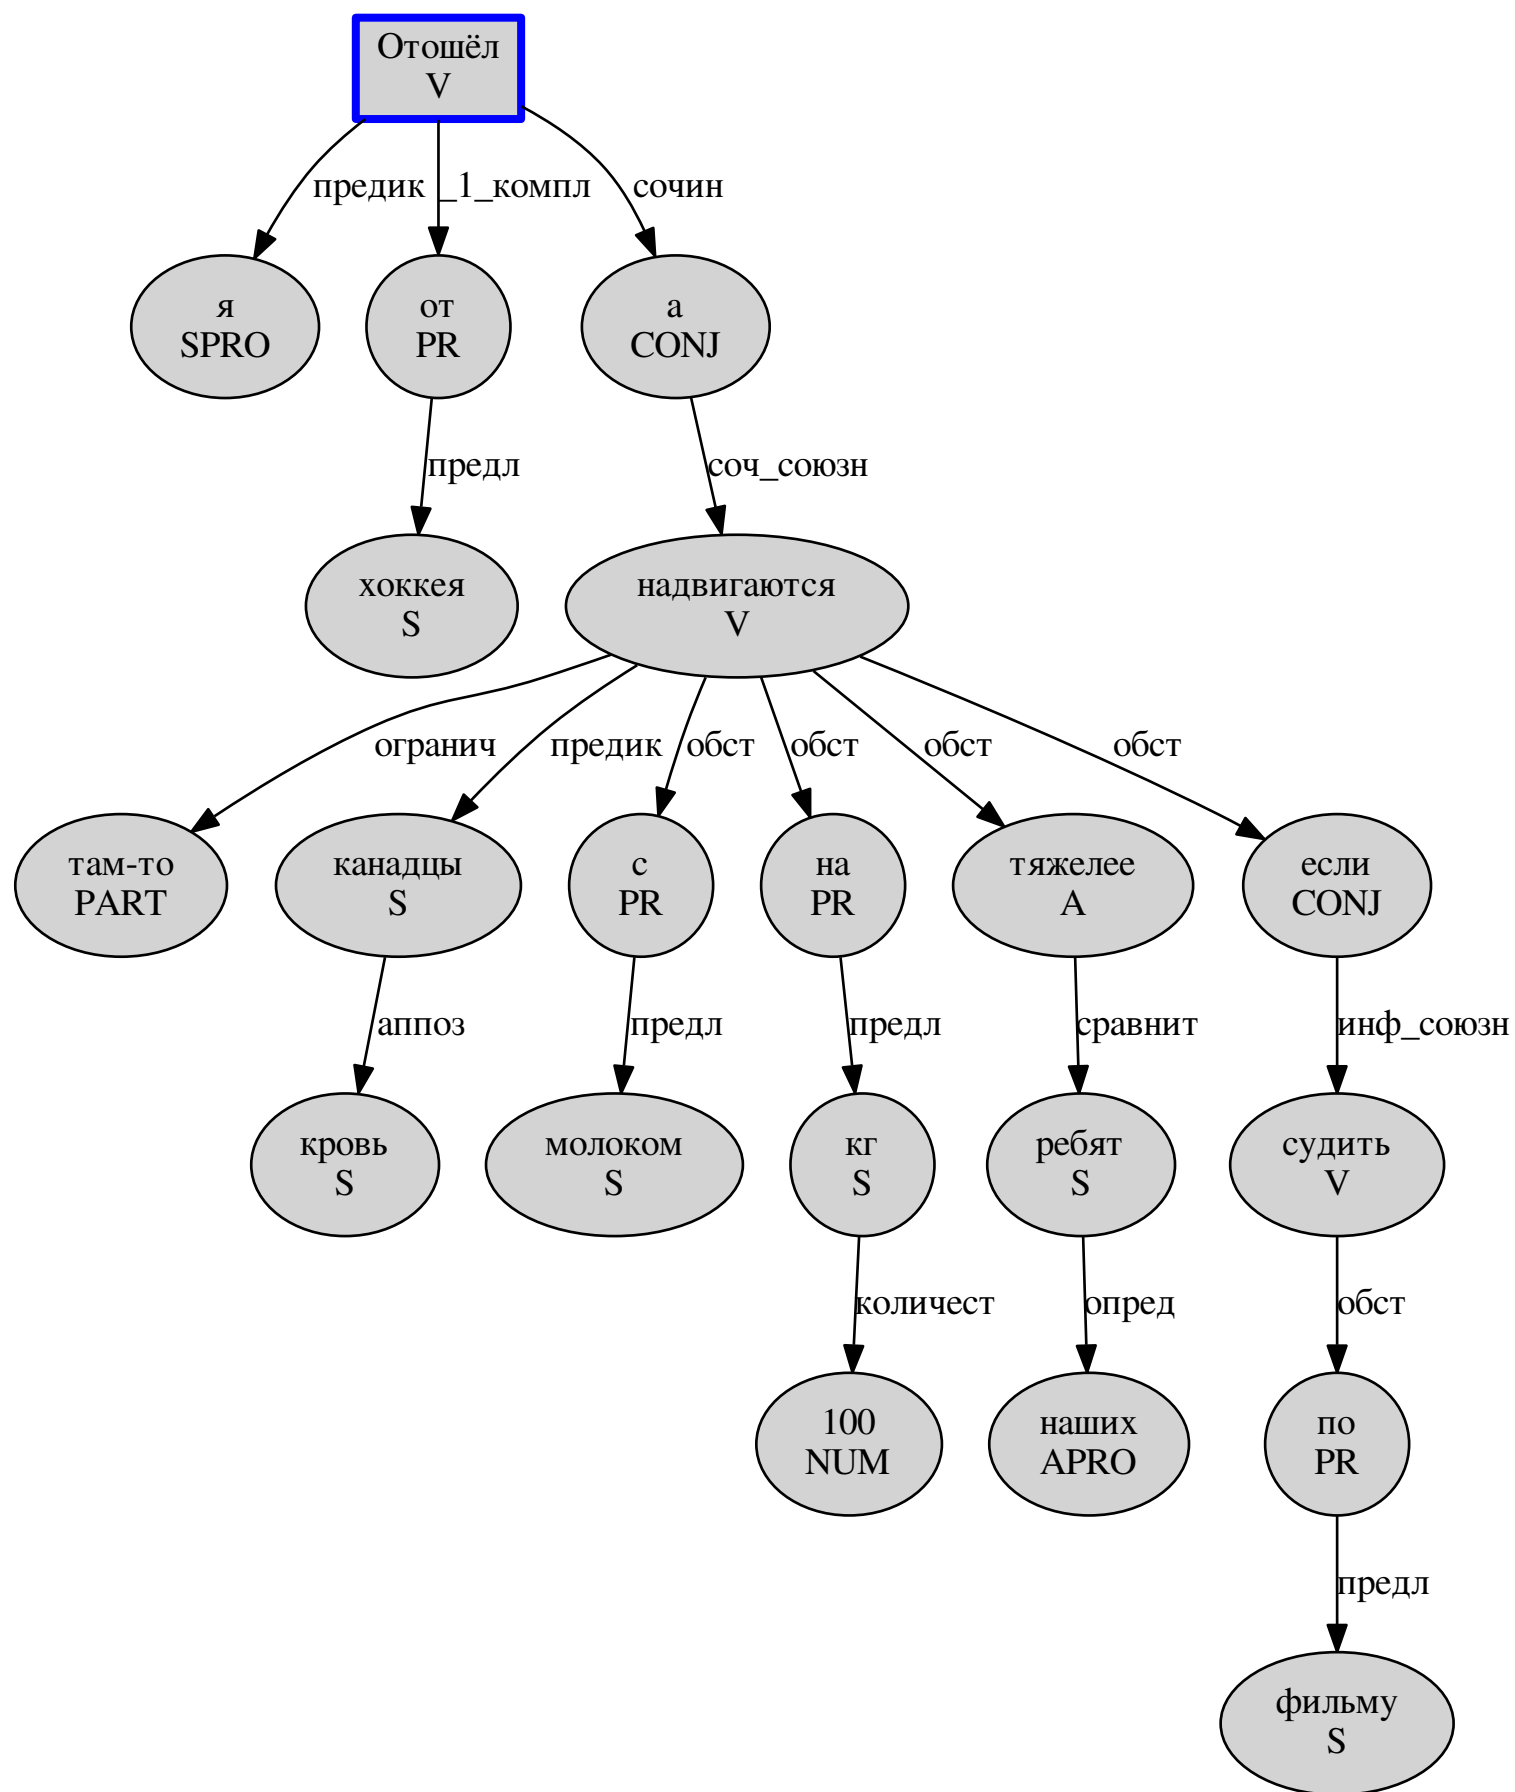 Отошёл
V
предик
_1_компл
сочин
я
SPRO
от
PR
а
CONJ
предл
соч_союзн
хоккея
S
надвигаются
V
огранич
предик
обст
обст
обст
обст
там-то
PART
канадцы
S
с
PR
на
PR
тяжелее
A
если
CONJ
аппоз
предл
предл
сравнит
инф_союзн
кровь
S
молоком
S
кг
S
ребят
S
судить
V
количест
опред
обст
100
NUM
наших
APRO
по
PR
предл
фильму
S